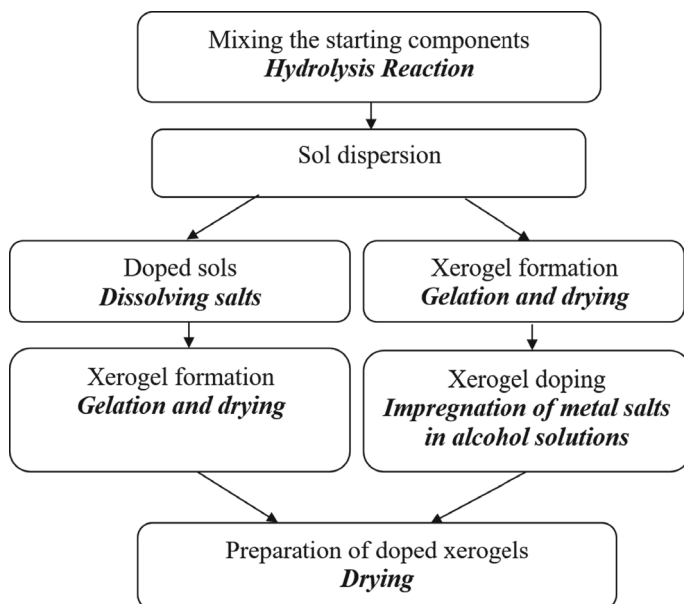 Mixing the starting components
Hydrolysis Reaction
Sol dispersion
Doped sols
Dissolving salts
Xerogel formation
Gelation and drying
Xerogel formation
Gelation and drying
Xerogel doping
Impregnation of metal salts
in alcohol solutions
Preparation of doped xerogels
Drying